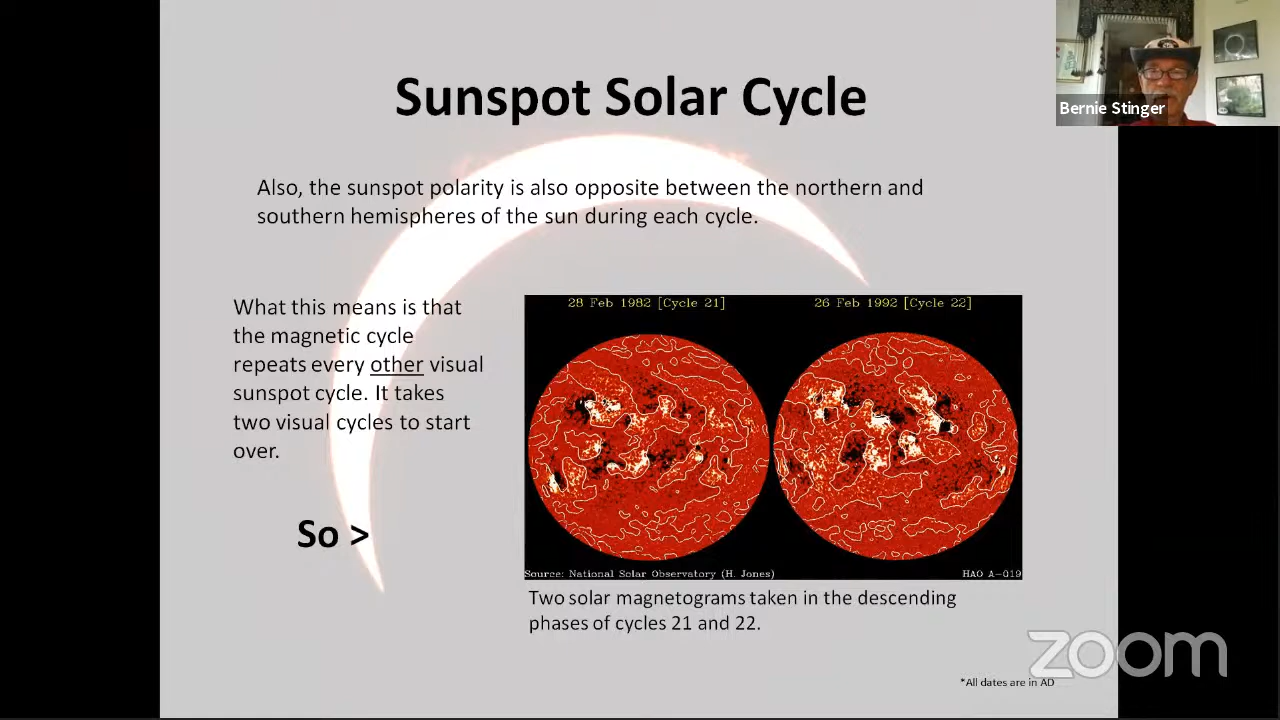 Sunspot Solar Cycle
Bernie Stinger
Also, the sunspot polarity is also opposite between the northern and
southern hemispheres of the sun during each cycle.
What this means is that
the magnetic cycle
repeats every other visual
sunspot cycle. It takes
two visual cycles to start
over.
So >
28 Feb 1982 [Cycle 21]
26 Feb 1992 [Cycle 22]
Source: National Solar Observatory (H. Jones)
HAO A-019
Two solar magnetograms taken in the descending
phases of cycles 21 and 22.
zoom
*All dates are in AD